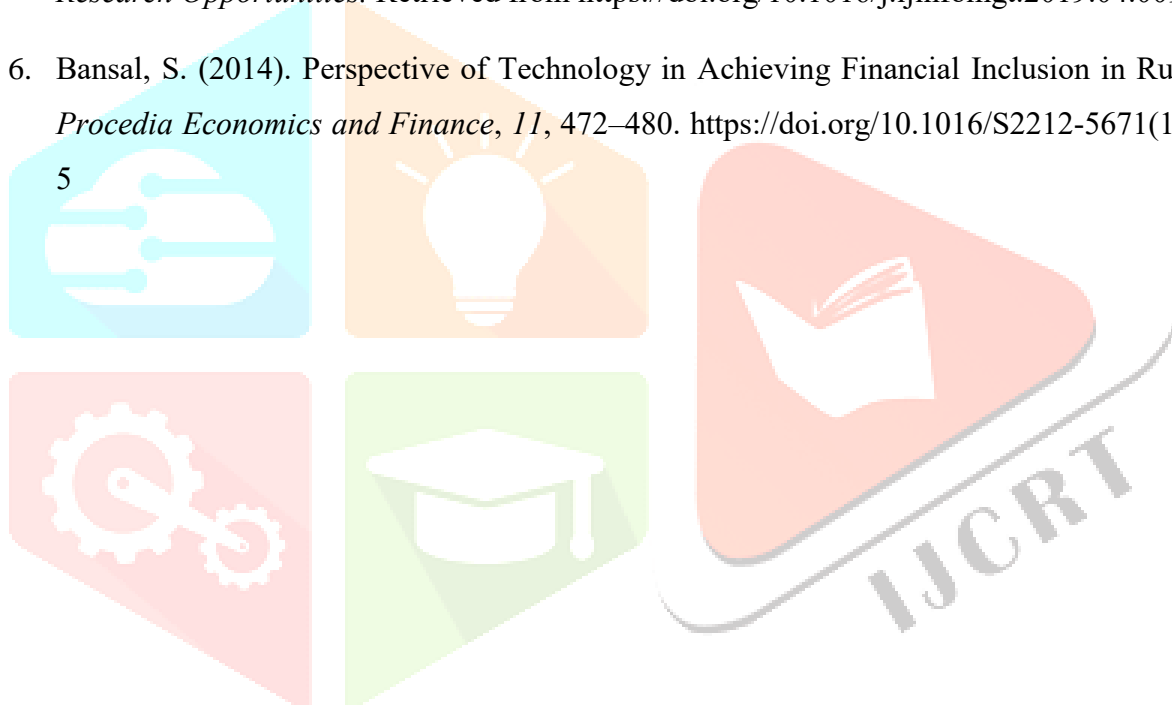 Research Opportunities. Retrieved from https://doi.org/10.1016/j.ijinfomgt.2019.04.00
6. Bansal, S. (2014). Perspective of Technology in Achieving Financial Inclusion in Ru
Procedia Economics and Finance, 11, 472–480. https://doi.org/10.1016/S2212-5671(1
5
IJCRT